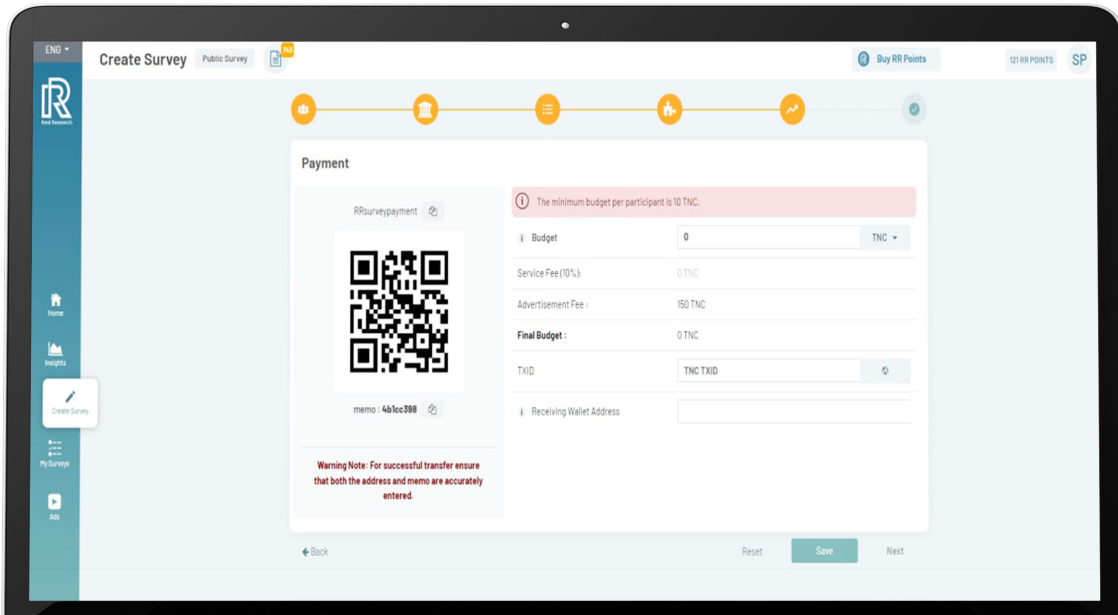 ENG
Create Survey
Public Survey
143
Buy RR Points
121 RR POINTS
SP
RR
Reid Research
Home
Insights
Create Survey
My Surveys
Ads
Payment
RRsurveypayment
memo : 4b1cc398
Warning Note: For successful transfer ensure
that both the address and memo are accurately
entered.
The minimum budget per participant is 10 TNC.
Budget
0
TNC
Service Fee (10%):
0 TNC
Advertisement Fee :
150 TNC
Final Budget :
0 TNC
TXID
TNC TXID
Receiving Wallet Address
Back
Reset
Save
Next